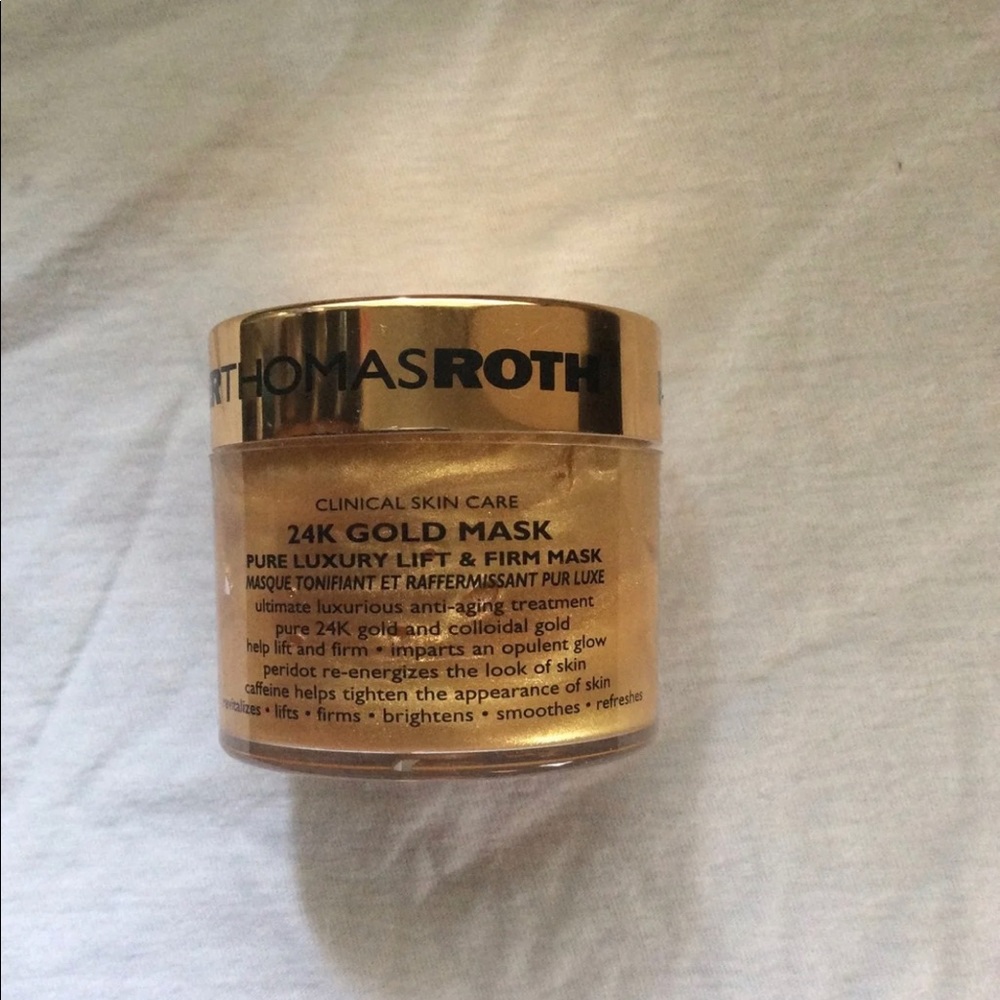 RTHOMASROTH
CLINICAL SKIN CARE
24K GOLD MASK
PURE LUXURY LIFT & FIRM MASK
MASQUE TONIFIANT ET RAFFERMISSANT PUR LUXE
ultimate luxurious anti-aging treatment
pure 24K gold and colloidal gold
help lift and firm • imparts an opulent glow
peridot re-energizes the look of skin
caffeine helps tighten the appearance of skin
revitalizes • lifts • firms • brightens • smoothes • refreshes